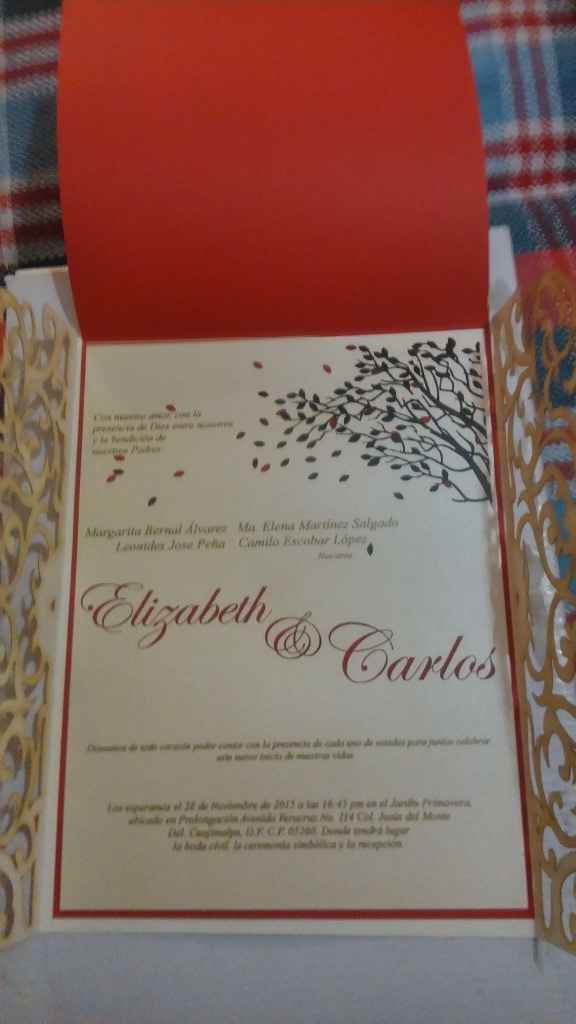 Con nuestro amor, con la
presencia de Dios entre nosotros
y la bendición de
nuestros Padres:
Margarita Bernal Álvarez
Leonides Jose Peña
Ma. Elena Martínez Salgado
Camilo Escobar López
Elizabeth
&
Carlos
Deseamos de todo corazón poder contar con la presencia de cada uno de ustedes para juntos celebrar
este nuevo inicio de nuestras vidas
Los esperamos el 28 de Noviembre de 2015 a las 16:45 pm en el Jardín Primavera,
ubicado en Prolongación Avenida Veracruz No. 114 Col. Jesús del Monte
Del. Cuajimalpa, D.F. C.P. 05260. Donde tendrá lugar
la boda civil, la ceremonia simbólica y la recepción.